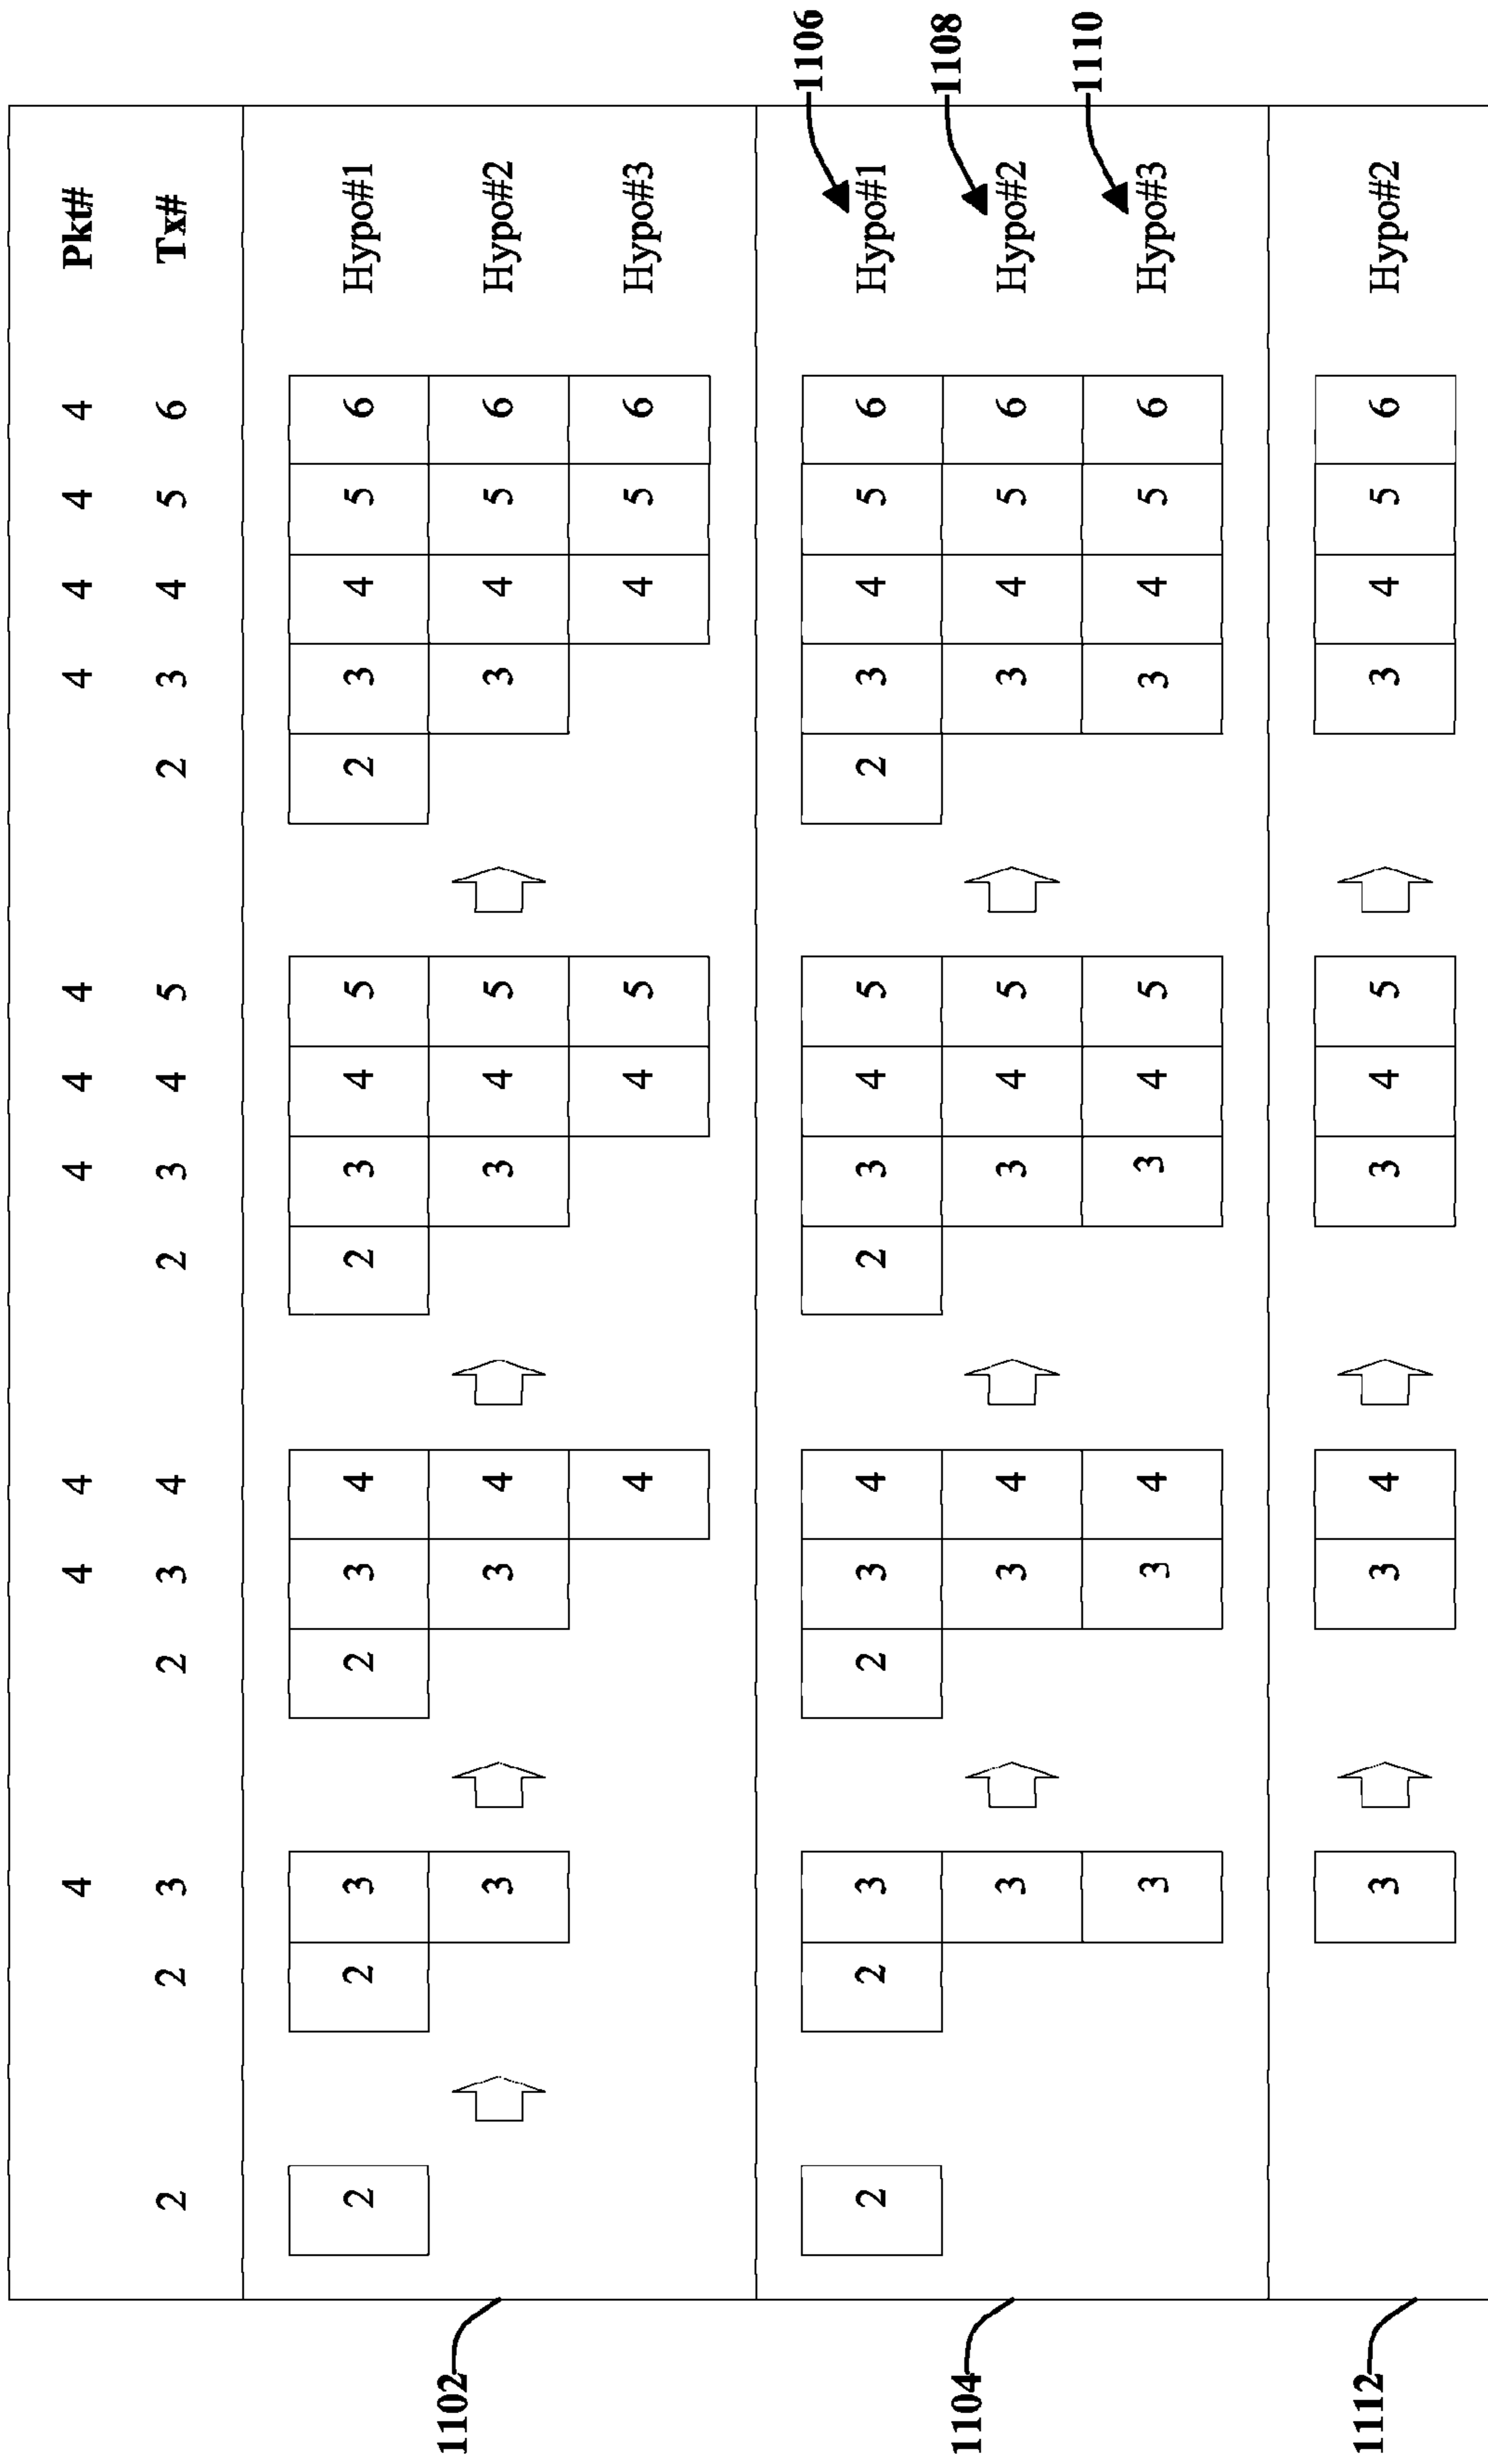 4 4 4 4 4 4 4 4 4 4 Pkt#
2 2 3 2 3 4 2 3 4 5 2 3 4 5 6 Tx#
2 2 3 2 3 4 2 3 4 5 2 3 4 5 6 Hypo#1
1102
3 3 4 3 4 5 3 4 5 6 Hypo#2
4 4 5 4 5 6 Hypo#3
1106
2 2 3 2 3 4 2 3 4 5 2 3 4 5 6 Hypo#1
1104 1108
3 3 4 3 4 5 3 4 5 6 Hypo#2
1110
3 3 4 3 4 5 3 4 5 6 Hypo#3
1112
3 3 4 3 4 5 3 4 5 6 Hypo#2